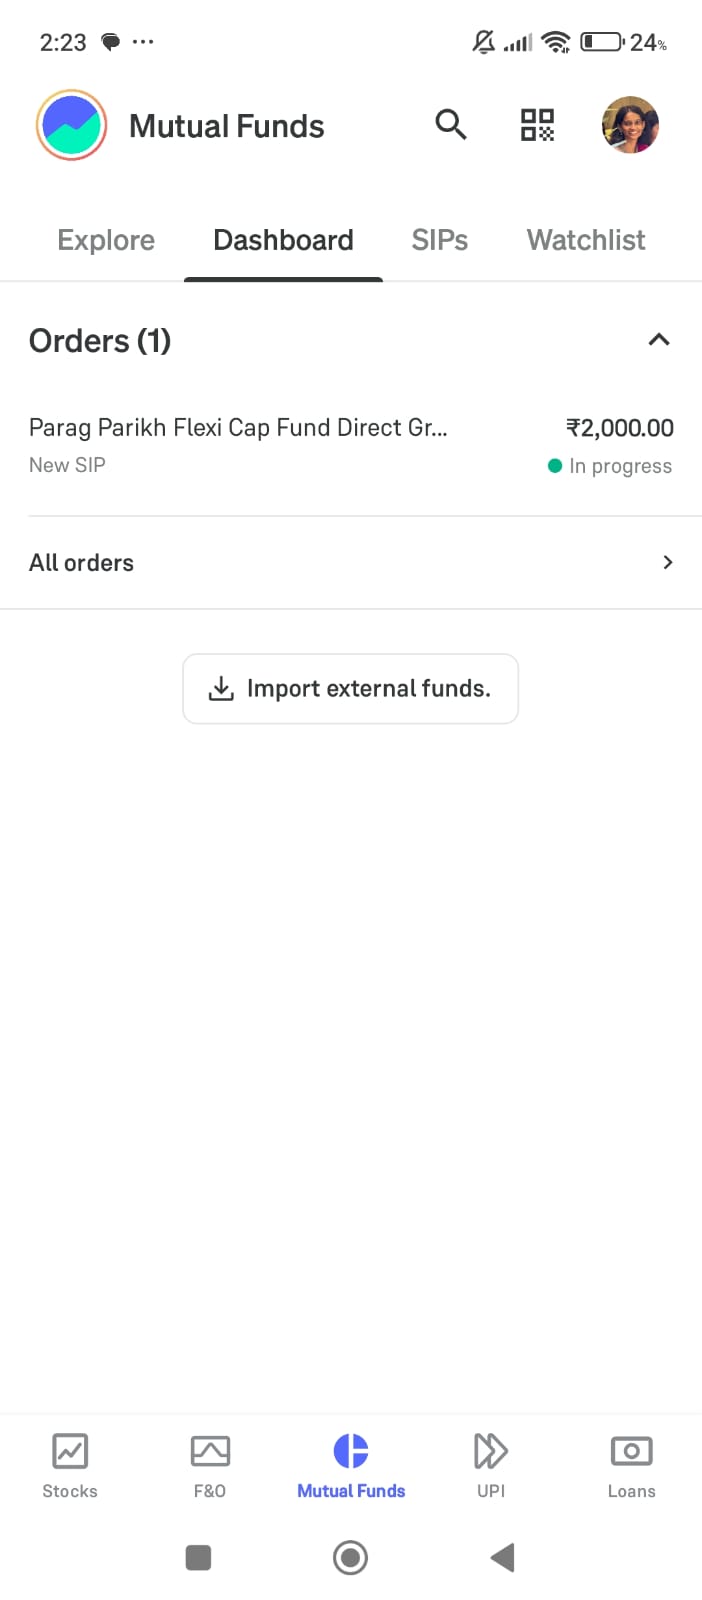 2:23 ... 24%
Mutual Funds
Explore Dashboard SIPs Watchlist
Orders (1)
Parag Parikh Flexi Cap Fund Direct Gr... ₹2,000.00
New SIP In progress
All orders
Import external funds.
Stocks F&O Mutual Funds UPI Loans